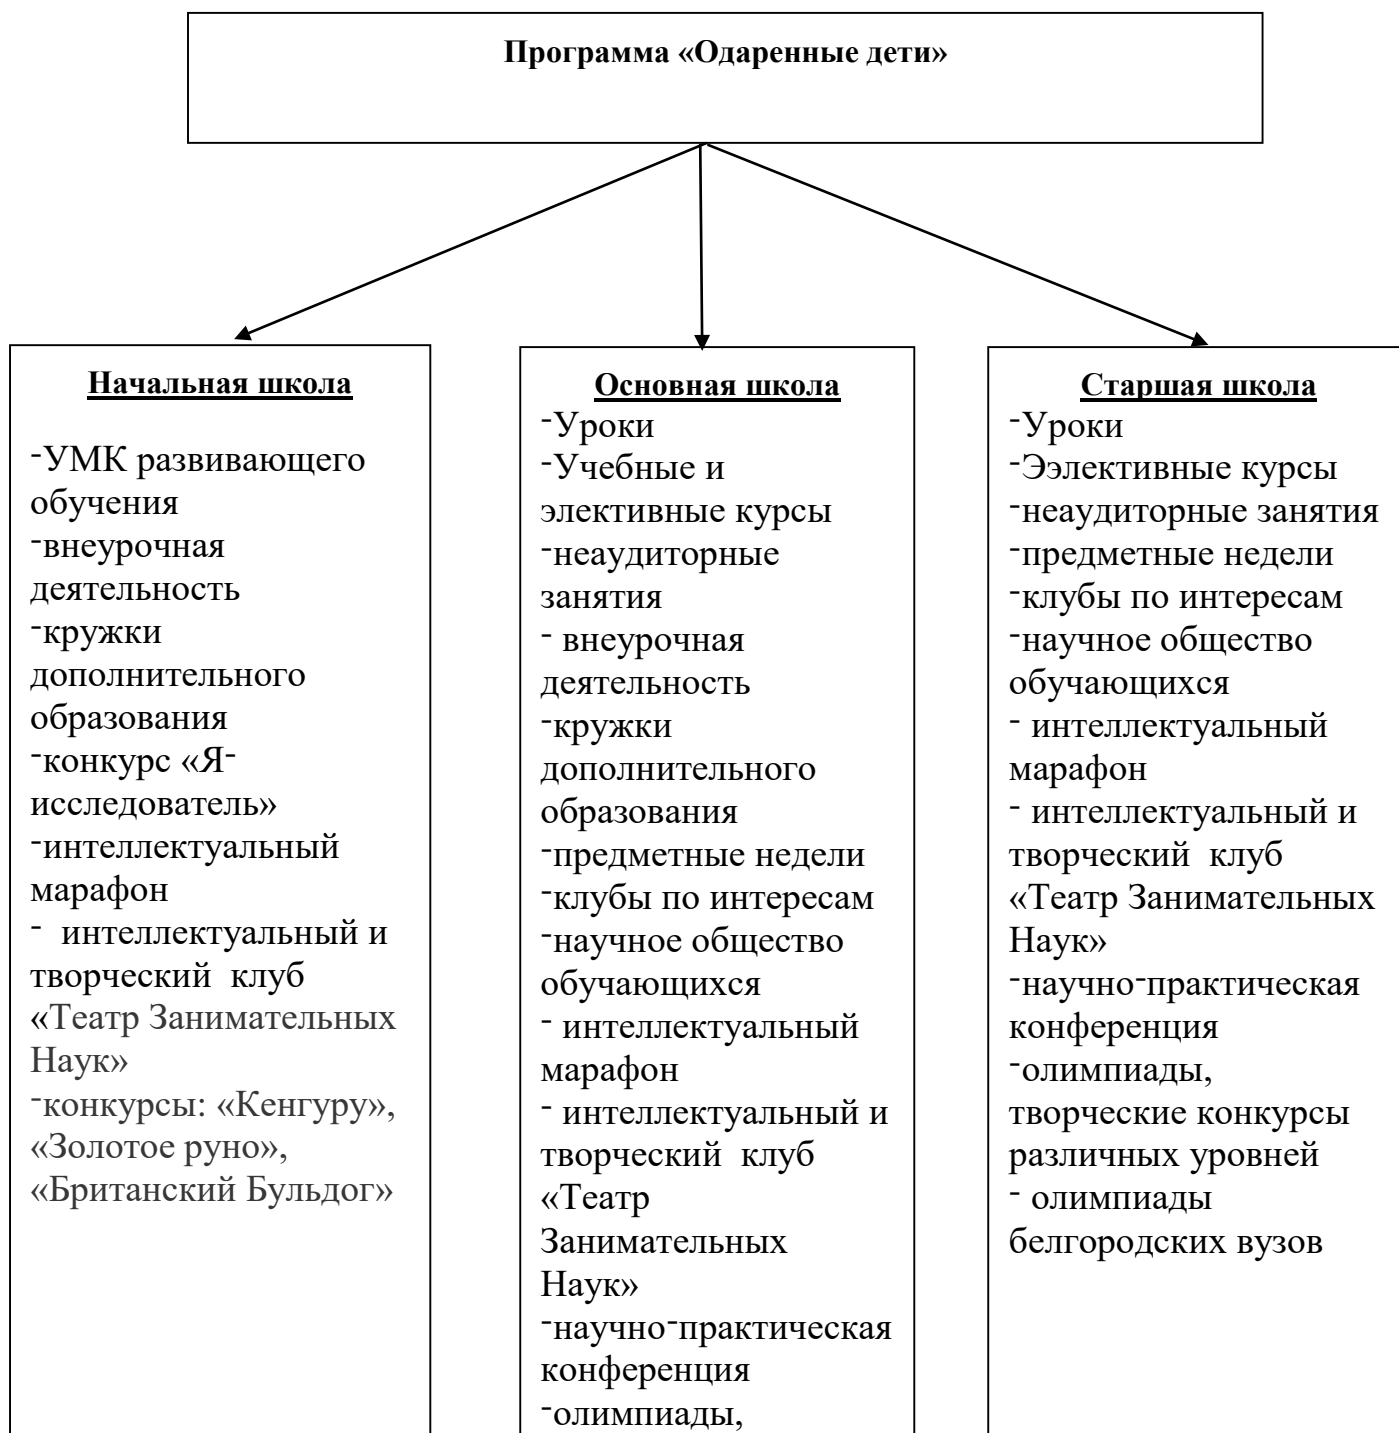 Программа «Одаренные дети»
Начальная школа
-УМК развивающего
обучения
-внеурочная
деятельность
-кружки
дополнительного
образования
-конкурс «Я-
исследователь»
-интеллектуальный
марафон
- интеллектуальный и
творческий клуб
«Театр Занимательных
Наук»
-конкурсы: «Кенгуру»,
«Золотое руно»,
«Британский Бульдог»
Основная школа
-Уроки
-Учебные и
элективные курсы
-неаудиторные
занятия
- внеурочная
деятельность
-кружки
дополнительного
образования
-предметные недели
-клубы по интересам
-научное общество
обучающихся
- интеллектуальный
марафон
- интеллектуальный и
творческий клуб
«Театр
Занимательных
Наук»
-научно-практическая
конференция
-олимпиады,
Старшая школа
-Уроки
-Ээлективные курсы
-неаудиторные занятия
-предметные недели
-клубы по интересам
-научное общество
обучающихся
- интеллектуальный
марафон
- интеллектуальный и
творческий клуб
«Театр Занимательных
Наук»
-научно-практическая
конференция
-олимпиады,
творческие конкурсы
различных уровней
- олимпиады
белгородских вузов